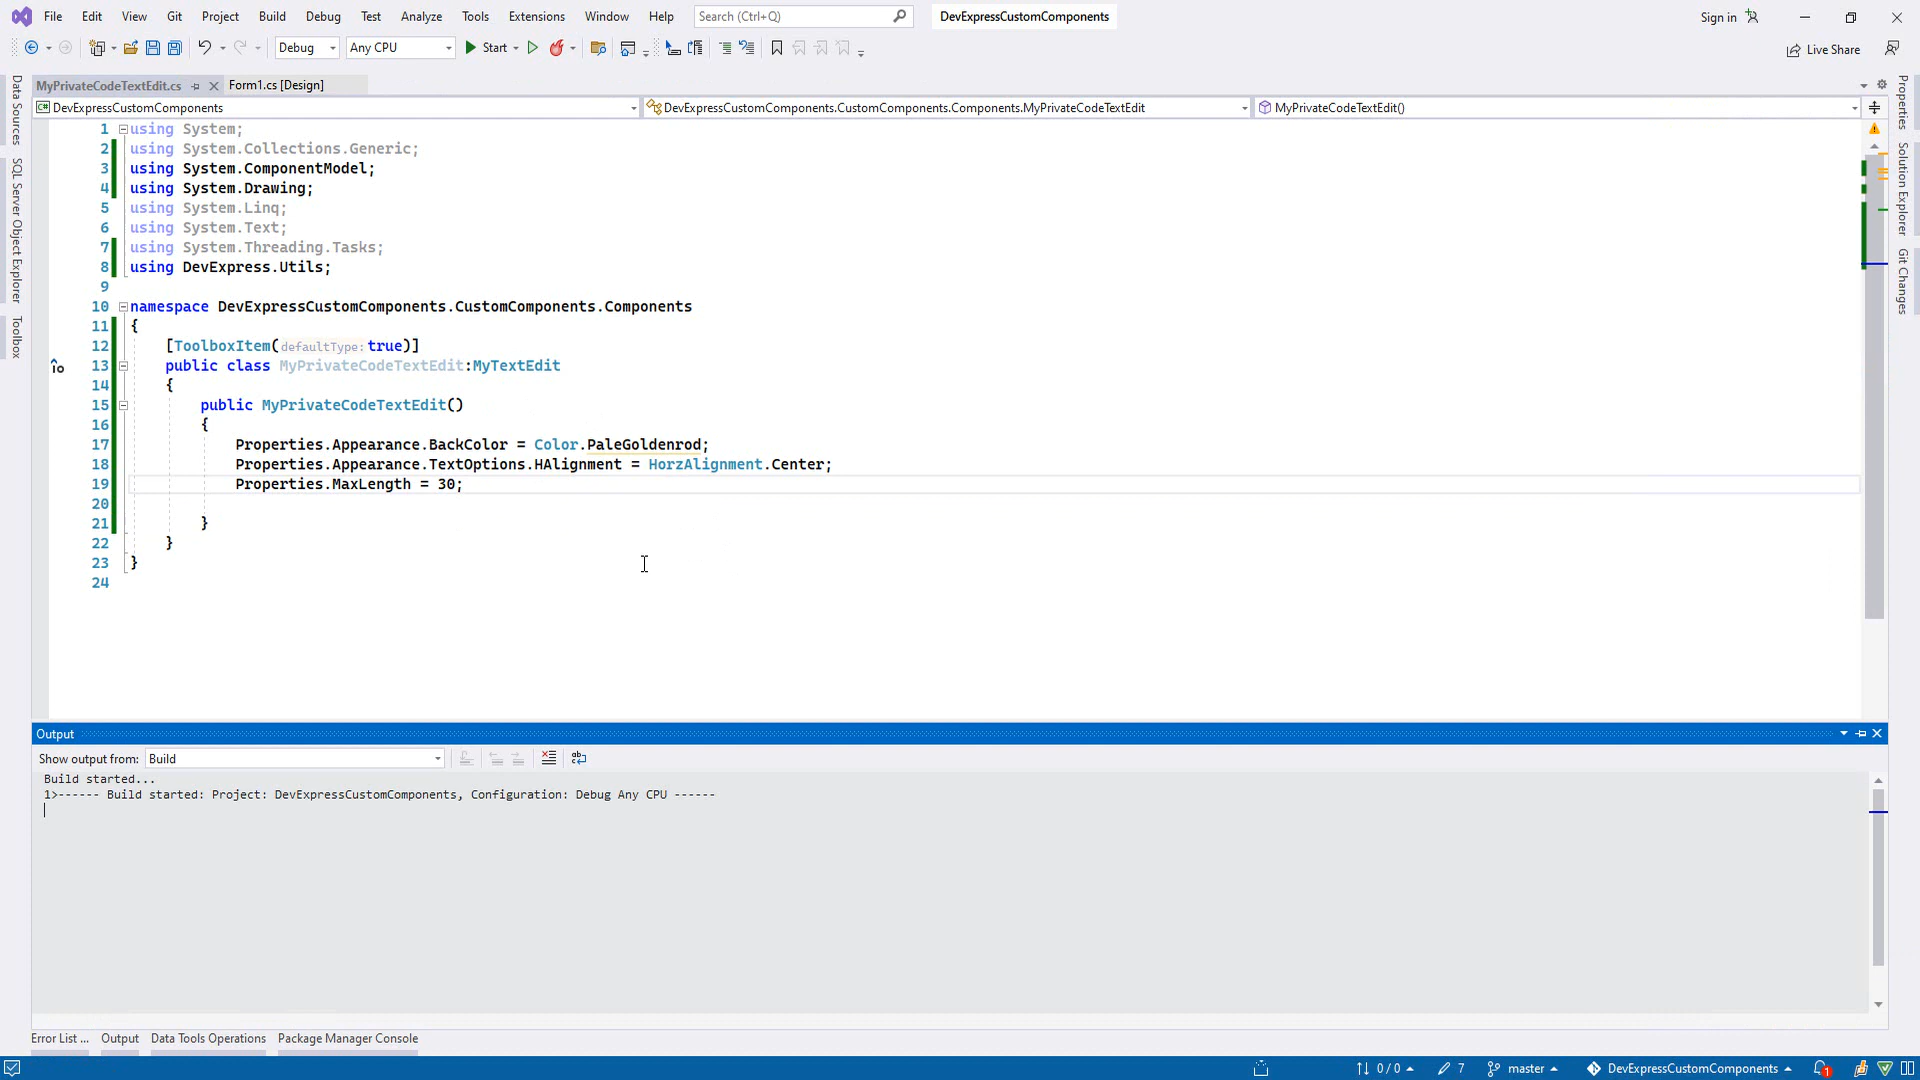 File Edit View Git Project Build Debug Test Analyze Tools Extensions Window Help Search (Ctrl+Q) DevExpressCustomComponents Sign in
Debug Any CPU Start Live Share
MyPrivateCodeTextEdit.cs Form1.cs [Design]
C# DevExpressCustomComponents DevExpressCustomComponents.CustomComponents.Components.MyPrivateCodeTextEdit MyPrivateCodeTextEdit()
Data Sources
SQL Server Object Explorer
Toolbox
1 using System;
2 using System.Collections.Generic;
3 using System.ComponentModel;
4 using System.Drawing;
5 using System.Linq;
6 using System.Text;
7 using System.Threading.Tasks;
8 using DevExpress.Utils;
9
10 namespace DevExpressCustomComponents.CustomComponents.Components
11 {
12 [ToolboxItem(defaultType: true)]
13 public class MyPrivateCodeTextEdit:MyTextEdit
14 {
15 public MyPrivateCodeTextEdit()
16 {
17 Properties.Appearance.BackColor = Color.PaleGoldenrod;
18 Properties.Appearance.TextOptions.HAlignment = HorzAlignment.Center;
19 Properties.MaxLength = 30;
20
21 }
22 }
23 }
24
Properties
Solution Explorer
Git Changes
Output
Show output from: Build
Build started...
1>------ Build started: Project: DevExpressCustomComponents, Configuration: Debug Any CPU ------
Error List ... Output Data Tools Operations Package Manager Console
0 / 0 7 master DevExpressCustomComponents 1